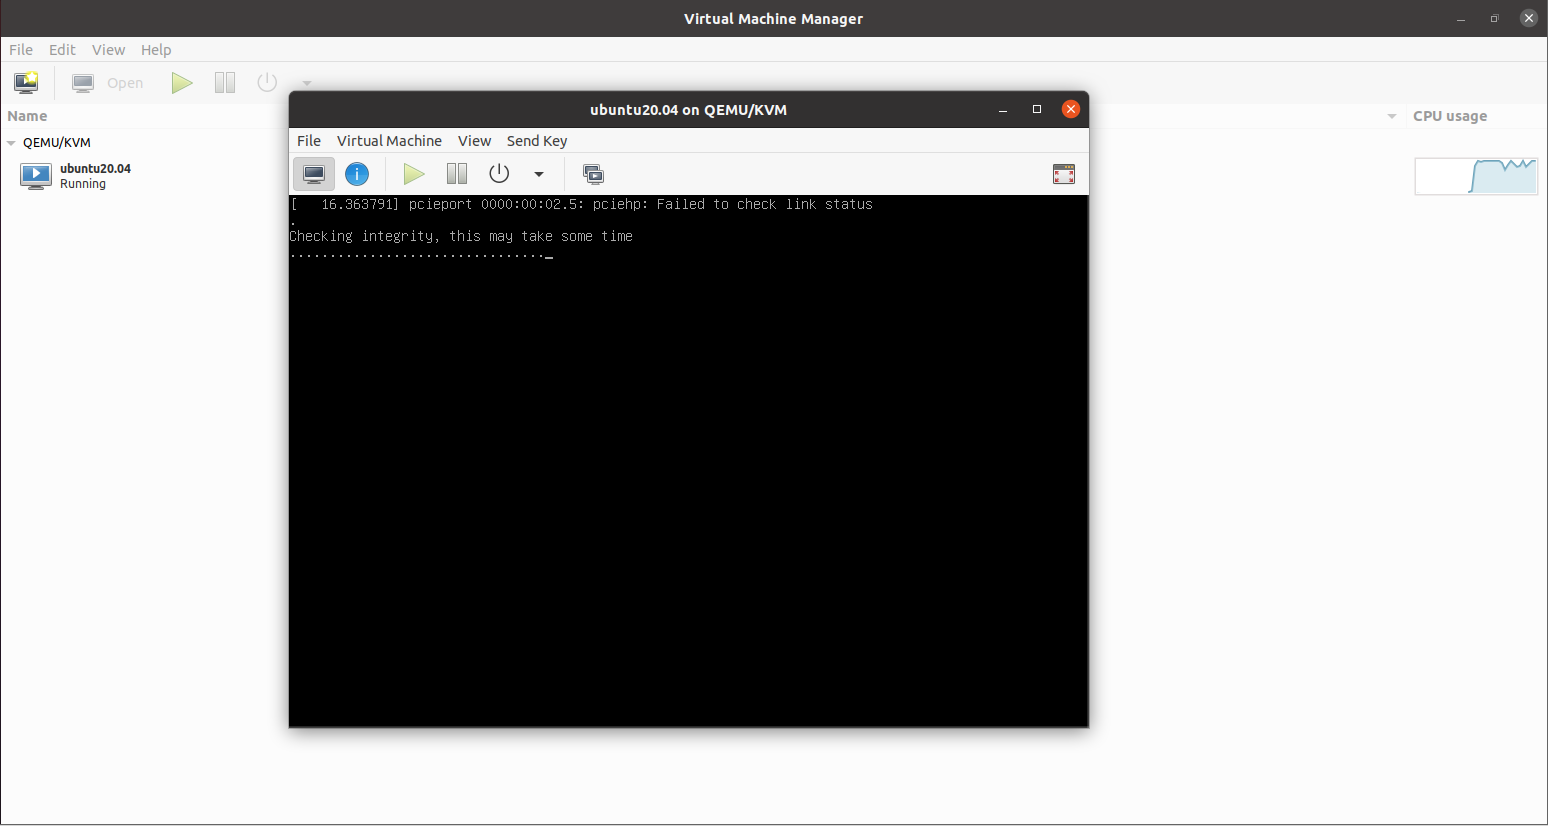 Virtual Machine Manager
File Edit View Help
Open
Name
CPU usage
QEMU/KVM
ubuntu20.04
Running
ubuntu20.04 on QEMU/KVM
File Virtual Machine View Send Key
[   16.363791] pcieport 0000:00:02.5: pciehp: Failed to check link status
.
Checking integrity, this may take some time
................................_